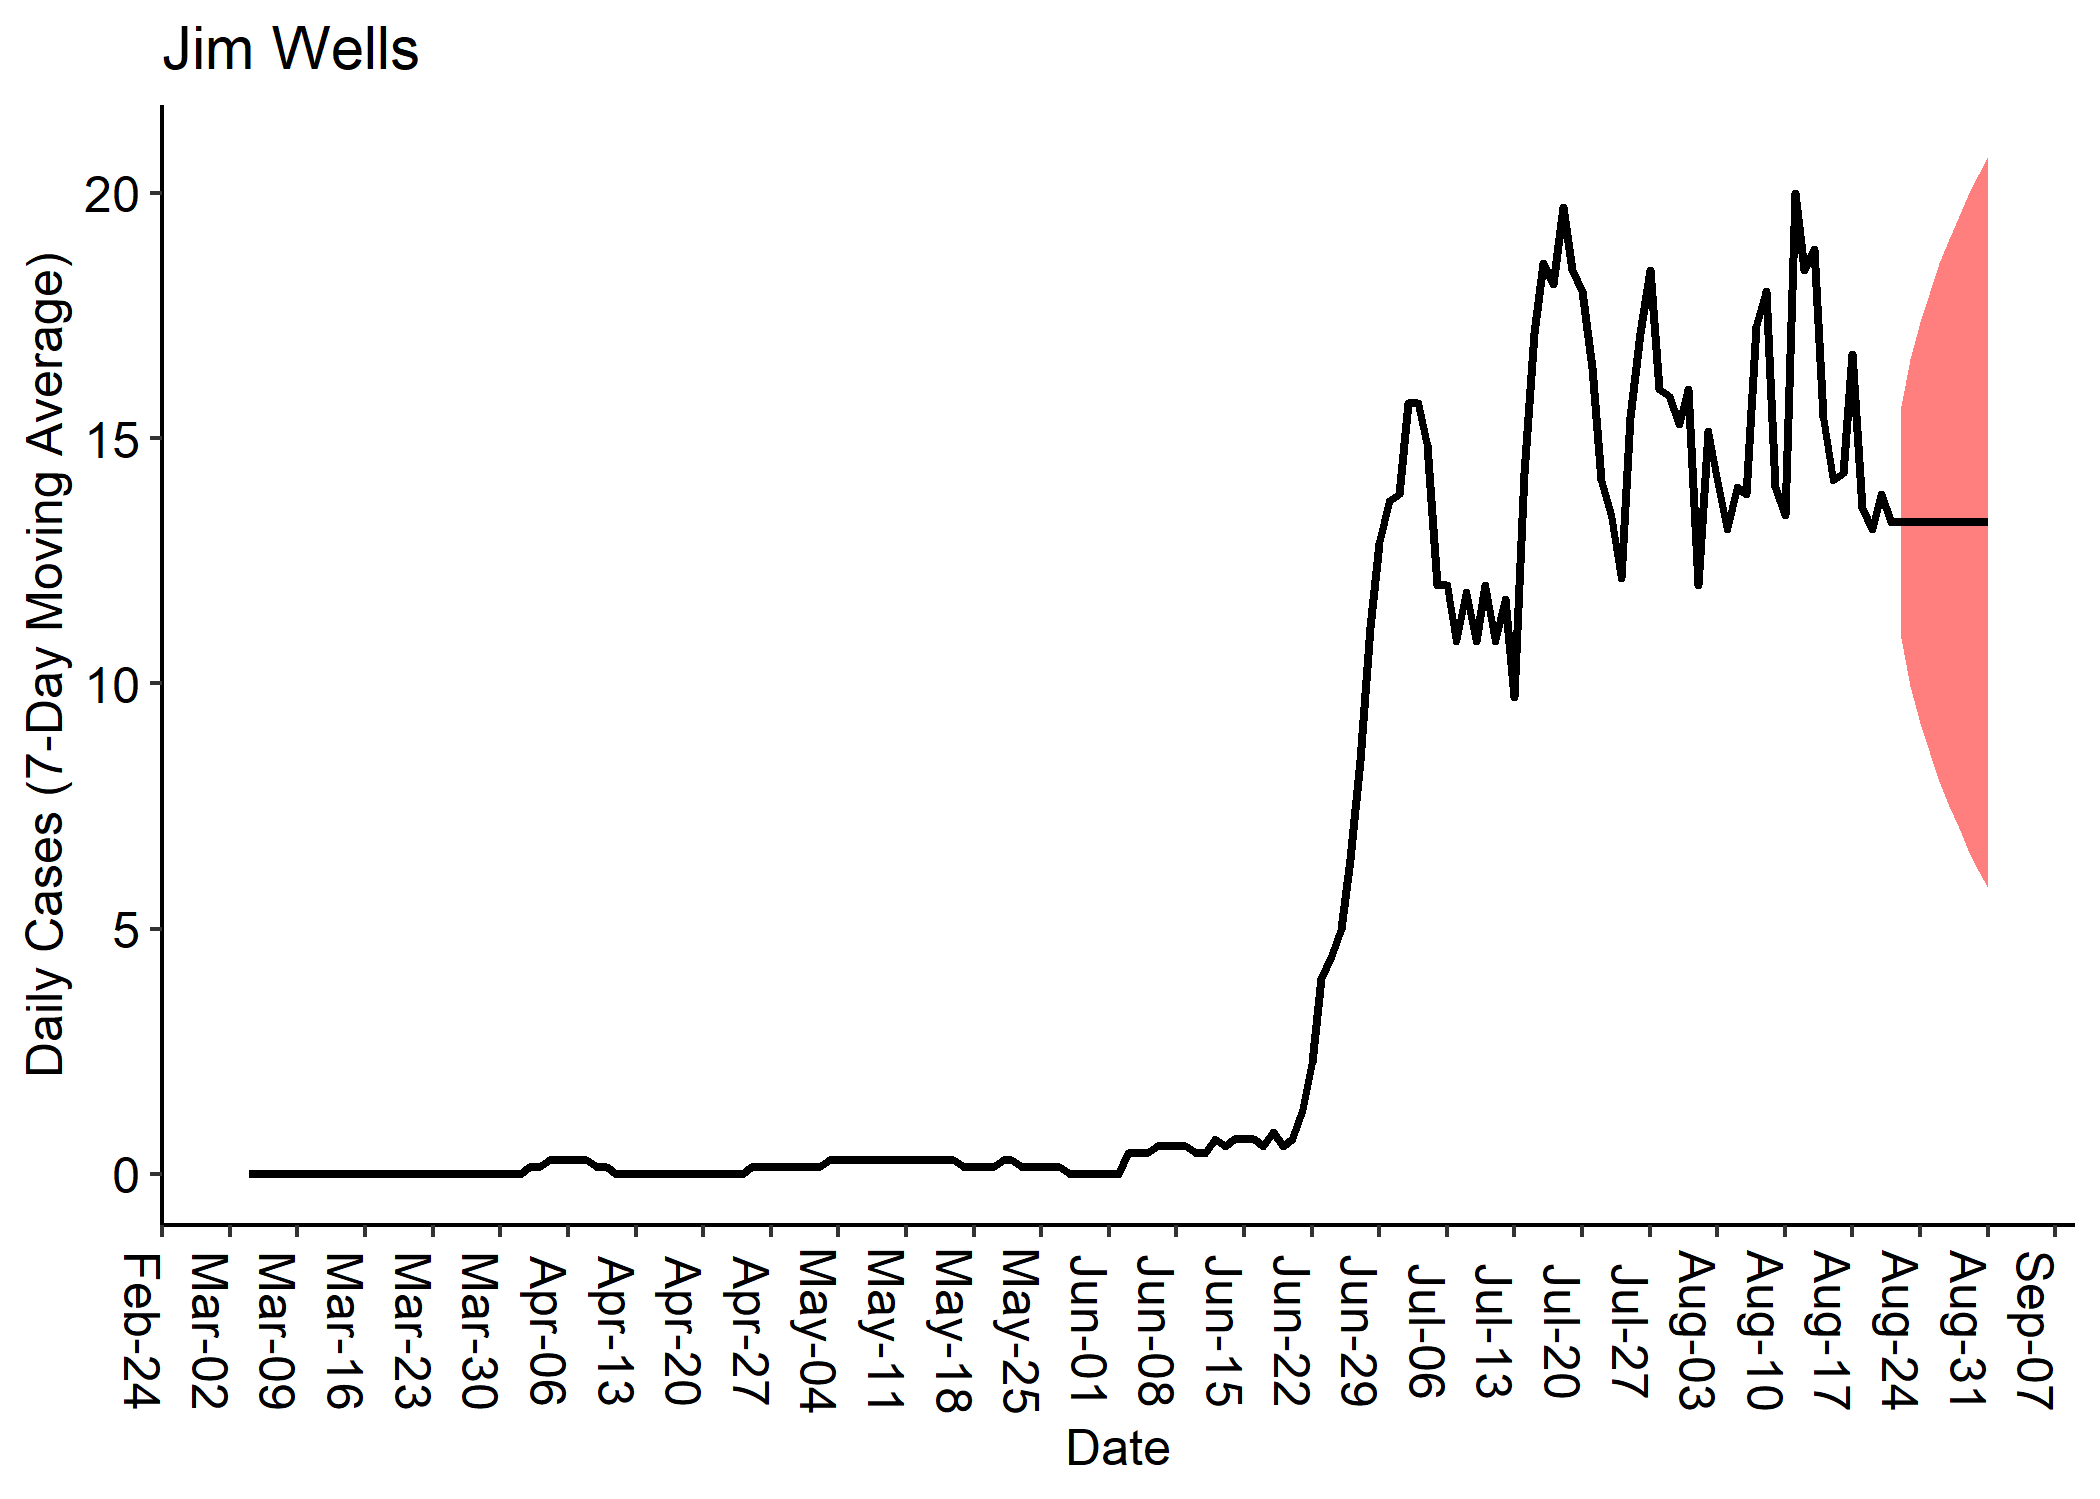 Jim Wells
Daily Cases (7-Day Moving Average)
20
15
10
5
0
Feb-24
Mar-02
Mar-09
Mar-16
Mar-23
Mar-30
Apr-06
Apr-13
Apr-20
Apr-27
May-04
May-11
May-18
May-25
Jun-01
Jun-08
Jun-15
Jun-22
Jun-29
Jul-06
Jul-13
Jul-20
Jul-27
Aug-03
Aug-10
Aug-17
Aug-24
Aug-31
Sep-07
Date